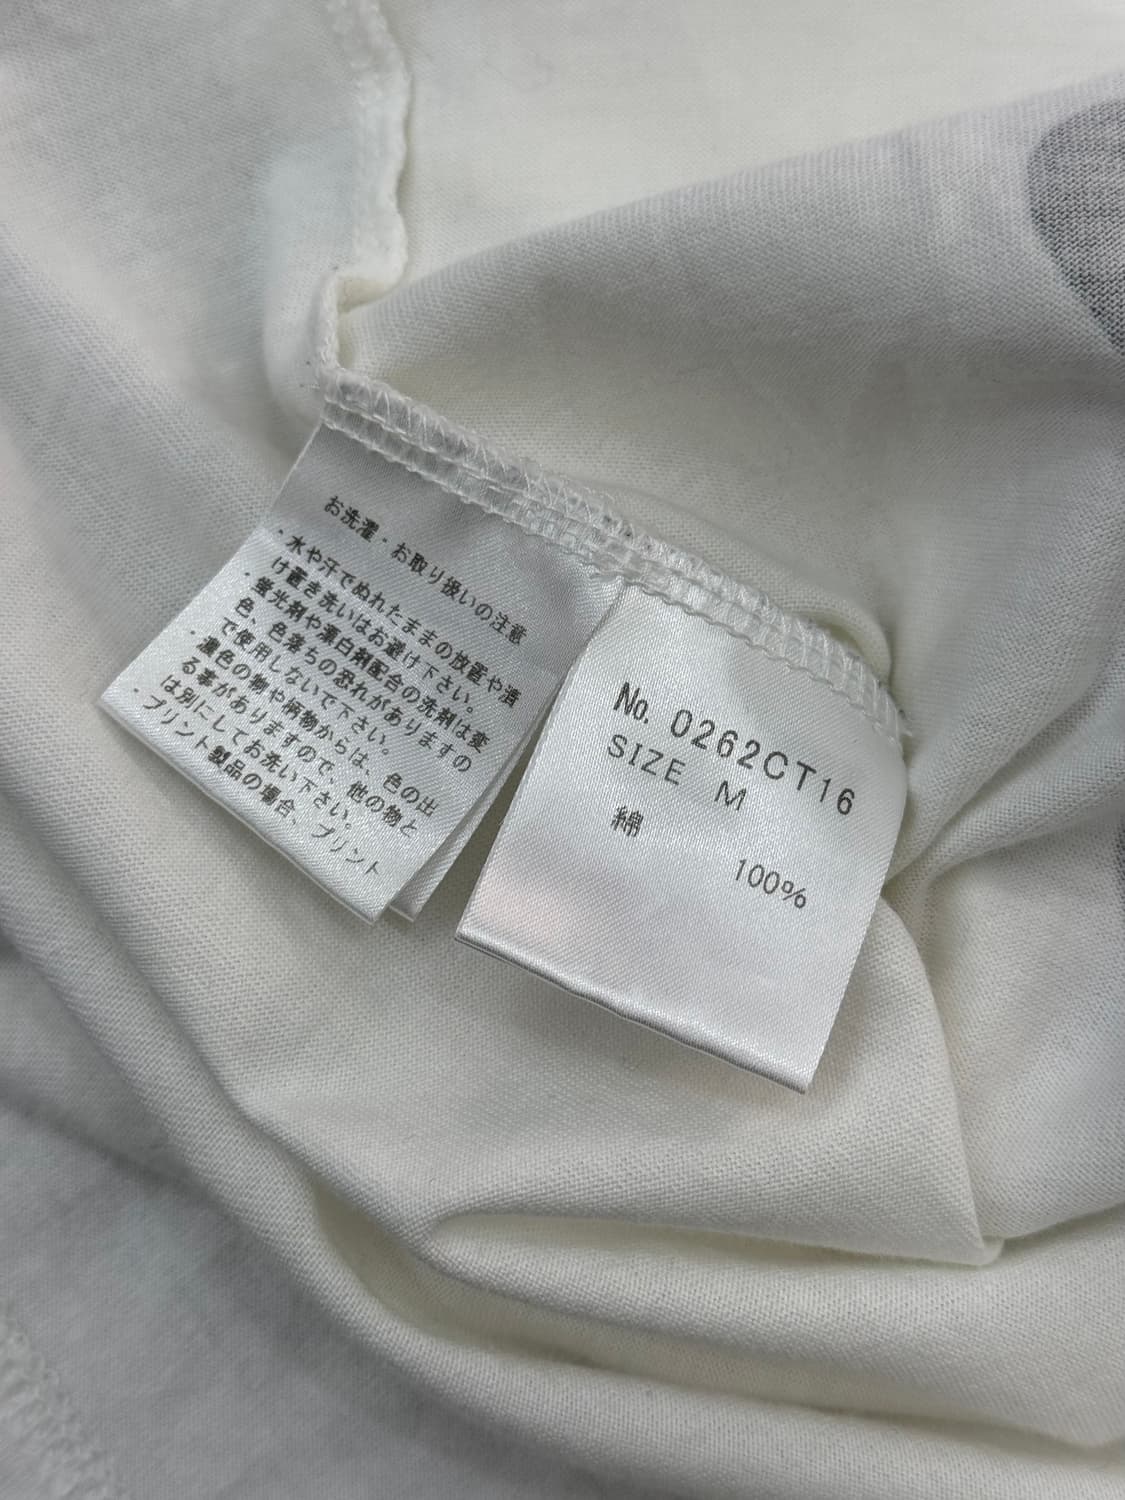 お洗濯・お取り扱いの注意
・水や汗でぬれたままの放置や漬
け置き洗いはお避け下さい。
・蛍光剤や漂白剤配合の洗剤は変
色、色落ちの恐れがありますの
で使用しないで下さい。
・濃色の物や柄物からは、色の出
る事がありますので、他の物と
は別にしてお洗い下さい。
・プリント製品の場合、プリント
No. 0262CT16
SIZE M
綿 100%